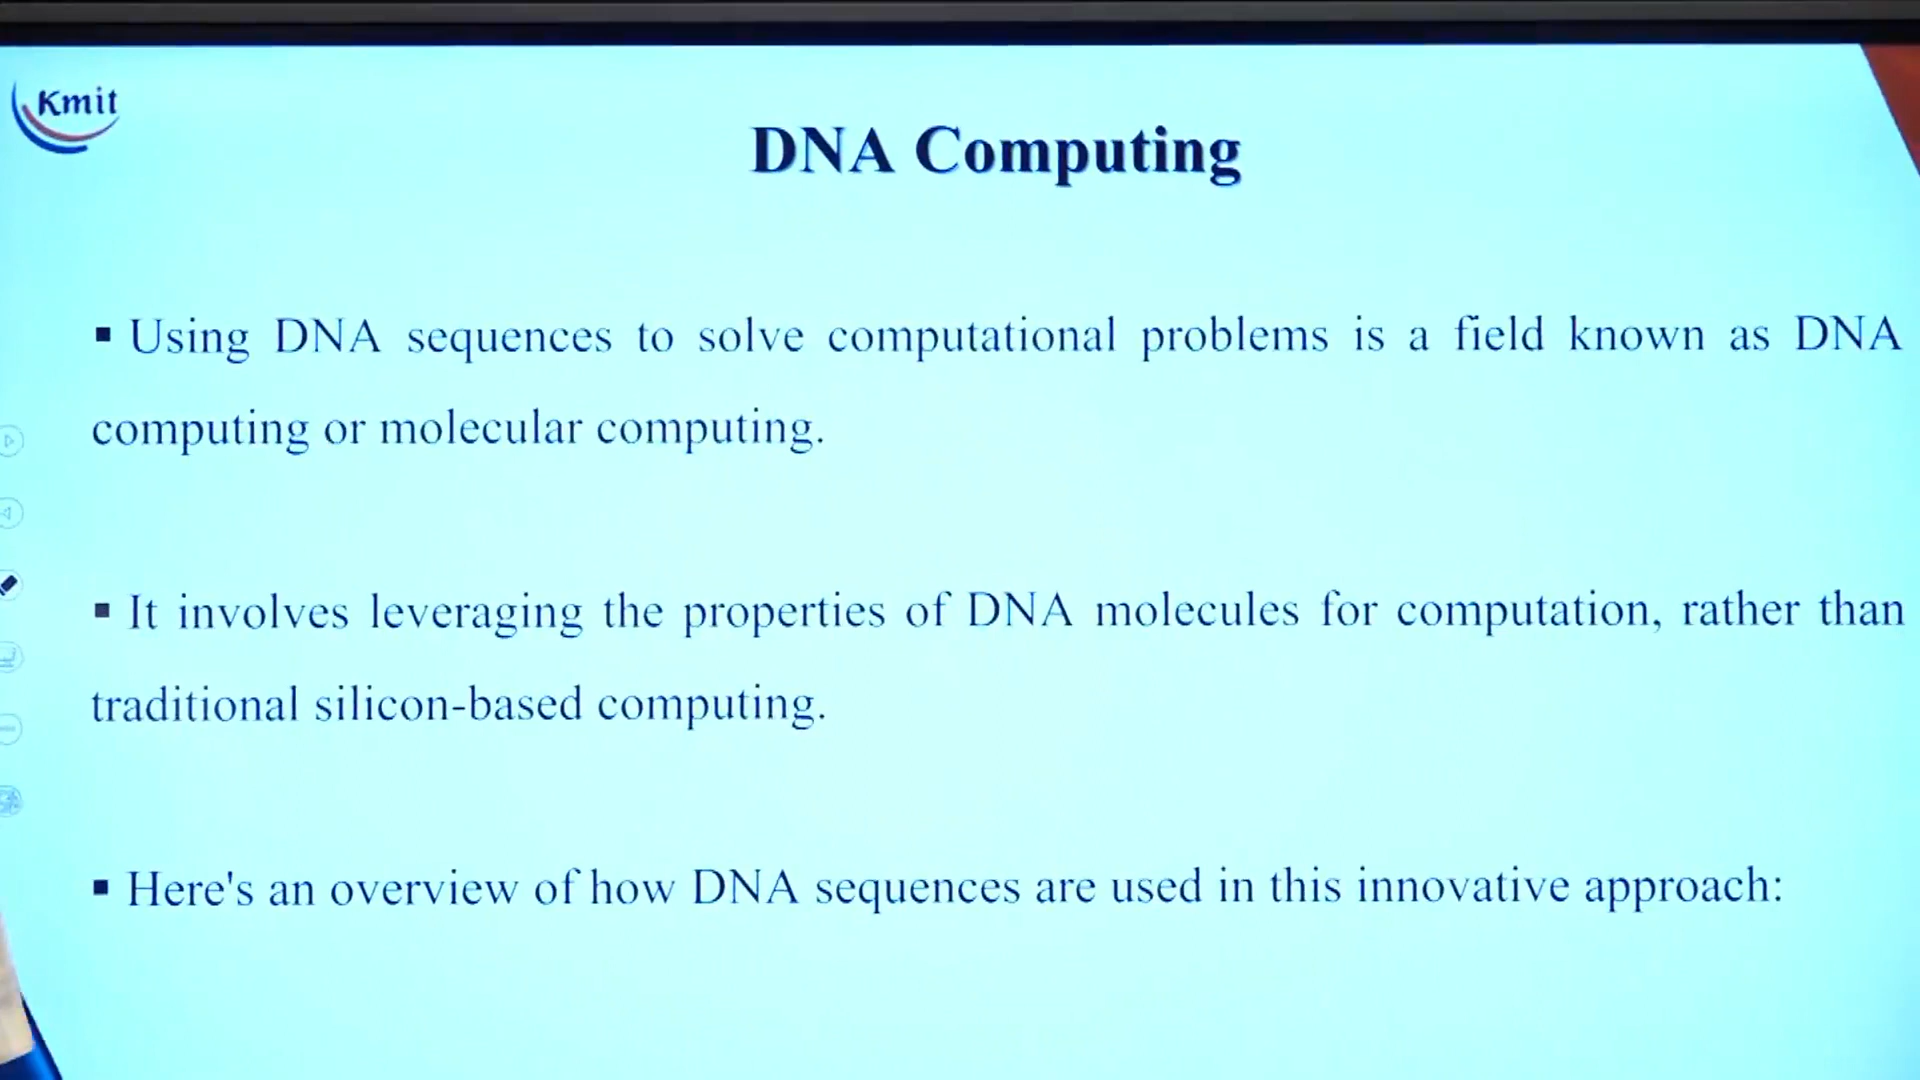 Kmit
DNA Computing
▪ Using DNA sequences to solve computational problems is a field known as DNA
computing or molecular computing.
▪ It involves leveraging the properties of DNA molecules for computation, rather than
traditional silicon-based computing.
▪ Here's an overview of how DNA sequences are used in this innovative approach: